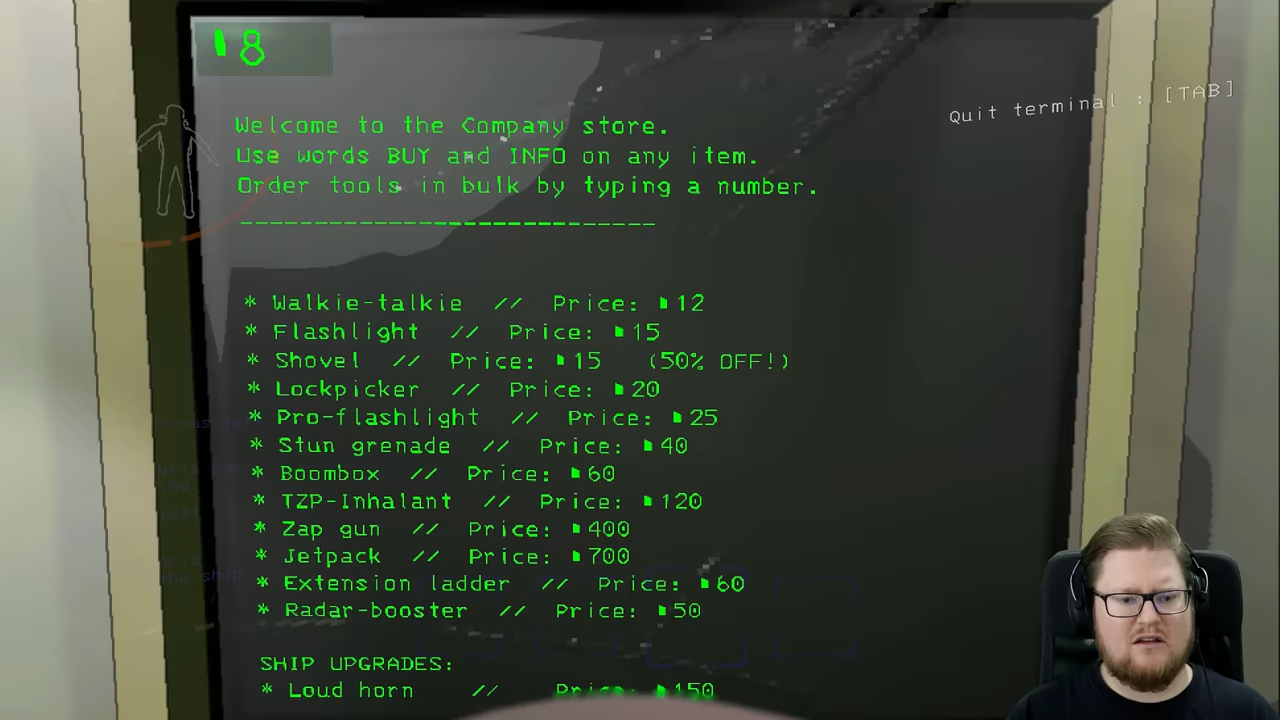 ▮8
Quit terminal : [TAB]
Welcome to the Company store.
Use words BUY and INFO on any item.
Order tools in bulk by typing a number.
----------------------------
* Walkie-talkie // Price: ▮12
* Flashlight // Price: ▮15
* Shovel // Price: ▮15 (50% OFF!)
* Lockpicker // Price: ▮20
* Pro-flashlight // Price: ▮25
* Stun grenade // Price: ▮40
* Boombox // Price: ▮60
* TZP-Inhalant // Price: ▮120
* Zap gun // Price: ▮400
* Jetpack // Price: ▮700
* Extension ladder // Price: ▮60
* Radar-booster // Price: ▮50
SHIP UPGRADES:
* Loud horn // Price: ▮150